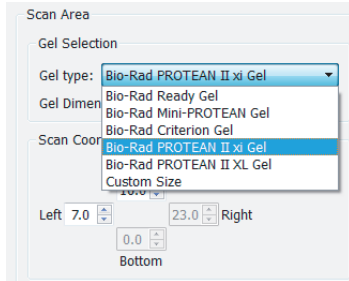 Scan Area
Gel Selection
Gel type: Bio-Rad PROTEAN II xi Gel
Gel Dimen
Bio-Rad Ready Gel
Bio-Rad Mini-PROTEAN Gel
Bio-Rad Criterion Gel
Bio-Rad PROTEAN II xi Gel
Bio-Rad PROTEAN II XL Gel
Custom Size
Scan Coor
Left 7.0 23.0 Right
0.0
Bottom